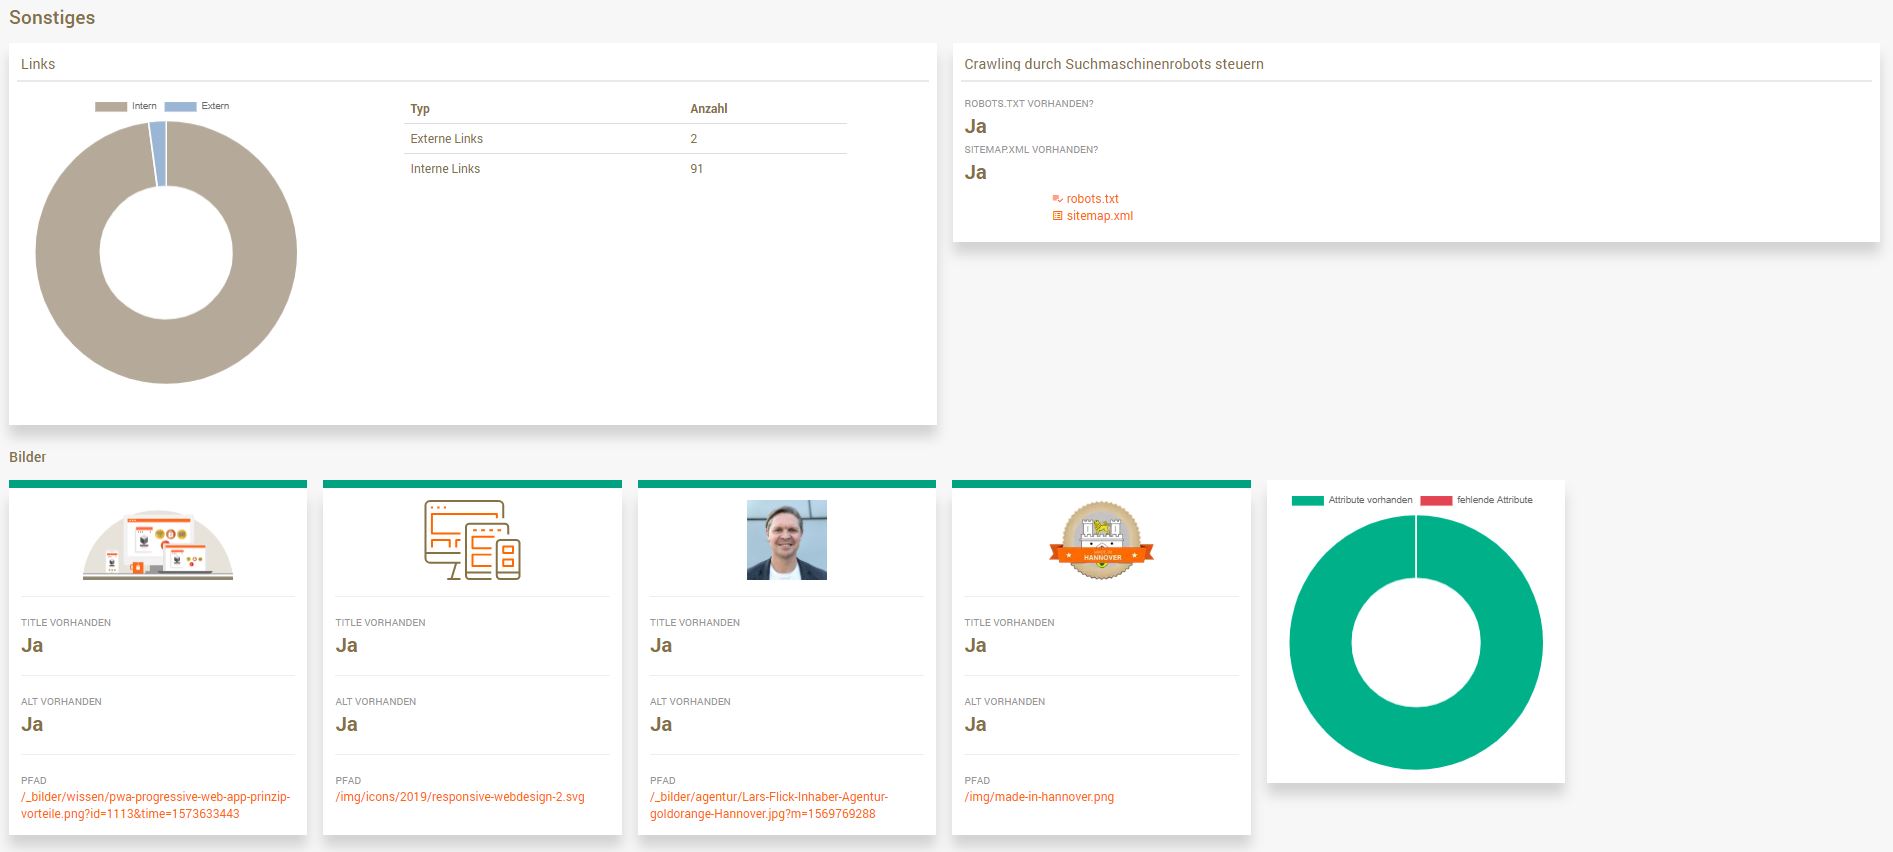 Sonstiges
Links
Intern Extern
Typ Anzahl
Externe Links 2
Interne Links 91
Crawling durch Suchmaschinenrobots steuern
ROBOTS.TXT VORHANDEN?
Ja
SITEMAP.XML VORHANDEN?
Ja
robots.txt
sitemap.xml
Bilder
TITLE VORHANDEN
Ja
ALT VORHANDEN
Ja
PFAD
/_bilder/wissen/pwa-progressive-web-app-prinzip-
vorteile.png?id=1113&time=1573633443
TITLE VORHANDEN
Ja
ALT VORHANDEN
Ja
PFAD
/img/icons/2019/responsive-webdesign-2.svg
TITLE VORHANDEN
Ja
ALT VORHANDEN
Ja
PFAD
/_bilder/agentur/Lars-Flick-Inhaber-Agentur-
goldorange-Hannover.jpg?m=1569769288
MADE IN
HANNOVER
TITLE VORHANDEN
Ja
ALT VORHANDEN
Ja
PFAD
/img/made-in-hannover.png
Attribute vorhanden fehlende Attribute